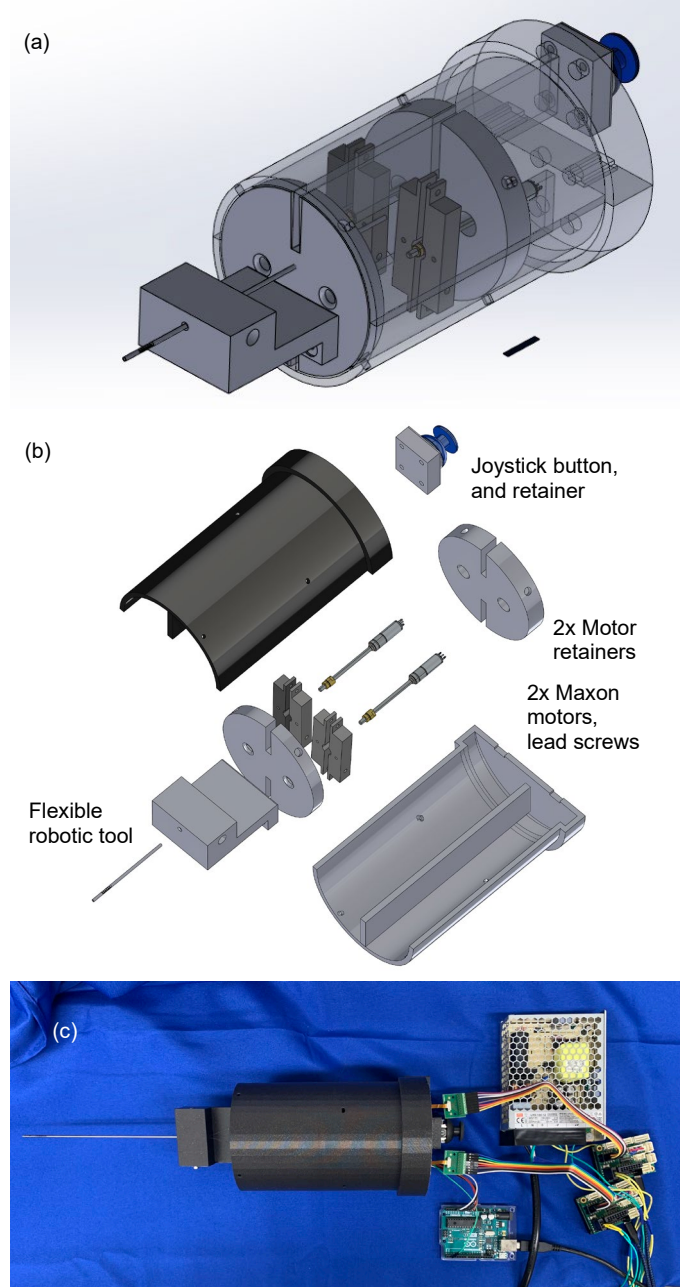 (a)
(b)
Joystick button,
and retainer
2x Motor
retainers
2x Maxon
motors,
lead screws
Flexible
robotic tool
(c)